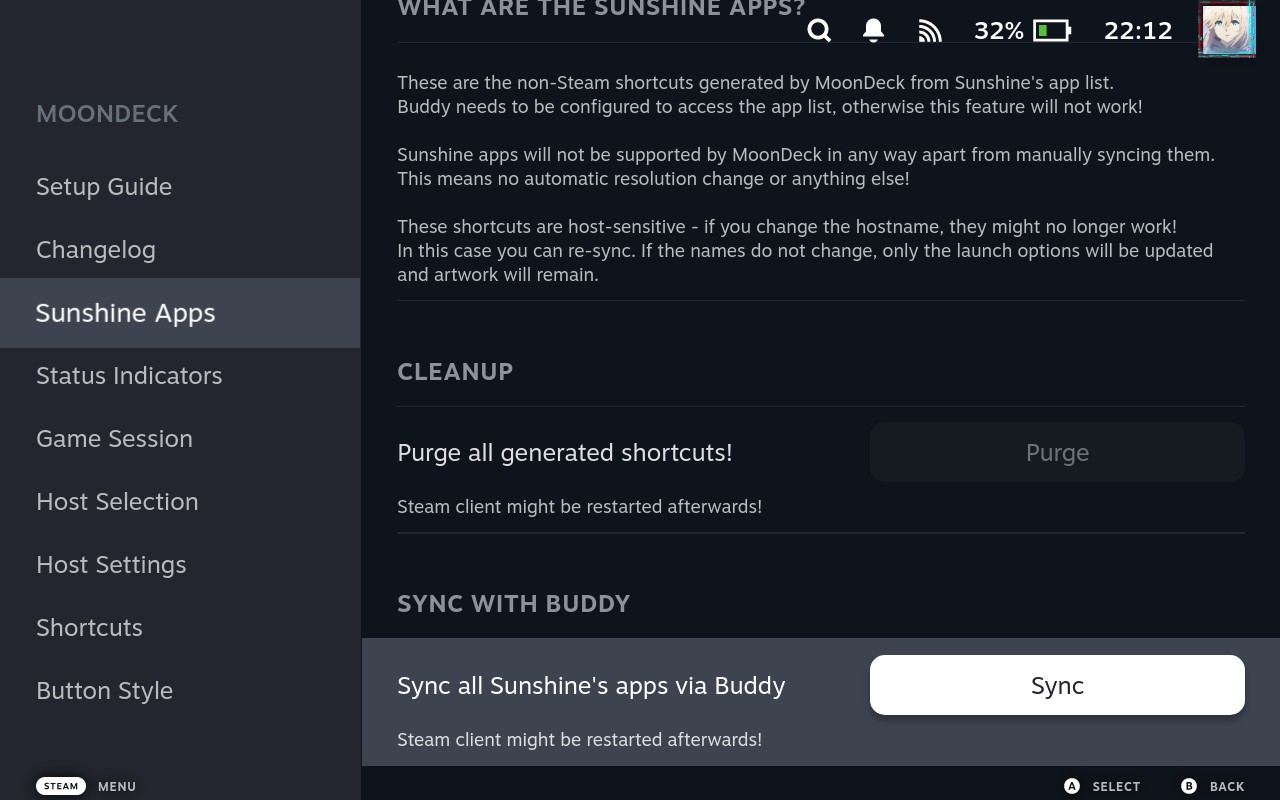 WHAT ARE THE SUNSHINE APPS?
32%
22:12
MOONDECK
Setup Guide
Changelog
Sunshine Apps
Status Indicators
Game Session
Host Selection
Host Settings
Shortcuts
Button Style
These are the non-Steam shortcuts generated by MoonDeck from Sunshine's app list.
Buddy needs to be configured to access the app list, otherwise this feature will not work!
Sunshine apps will not be supported by MoonDeck in any way apart from manually syncing them.
This means no automatic resolution change or anything else!
These shortcuts are host-sensitive - if you change the hostname, they might no longer work!
In this case you can re-sync. If the names do not change, only the launch options will be updated
and artwork will remain.
CLEANUP
Purge all generated shortcuts!
Purge
Steam client might be restarted afterwards!
SYNC WITH BUDDY
Sync all Sunshine's apps via Buddy
Sync
Steam client might be restarted afterwards!
STEAM MENU
A SELECT B BACK